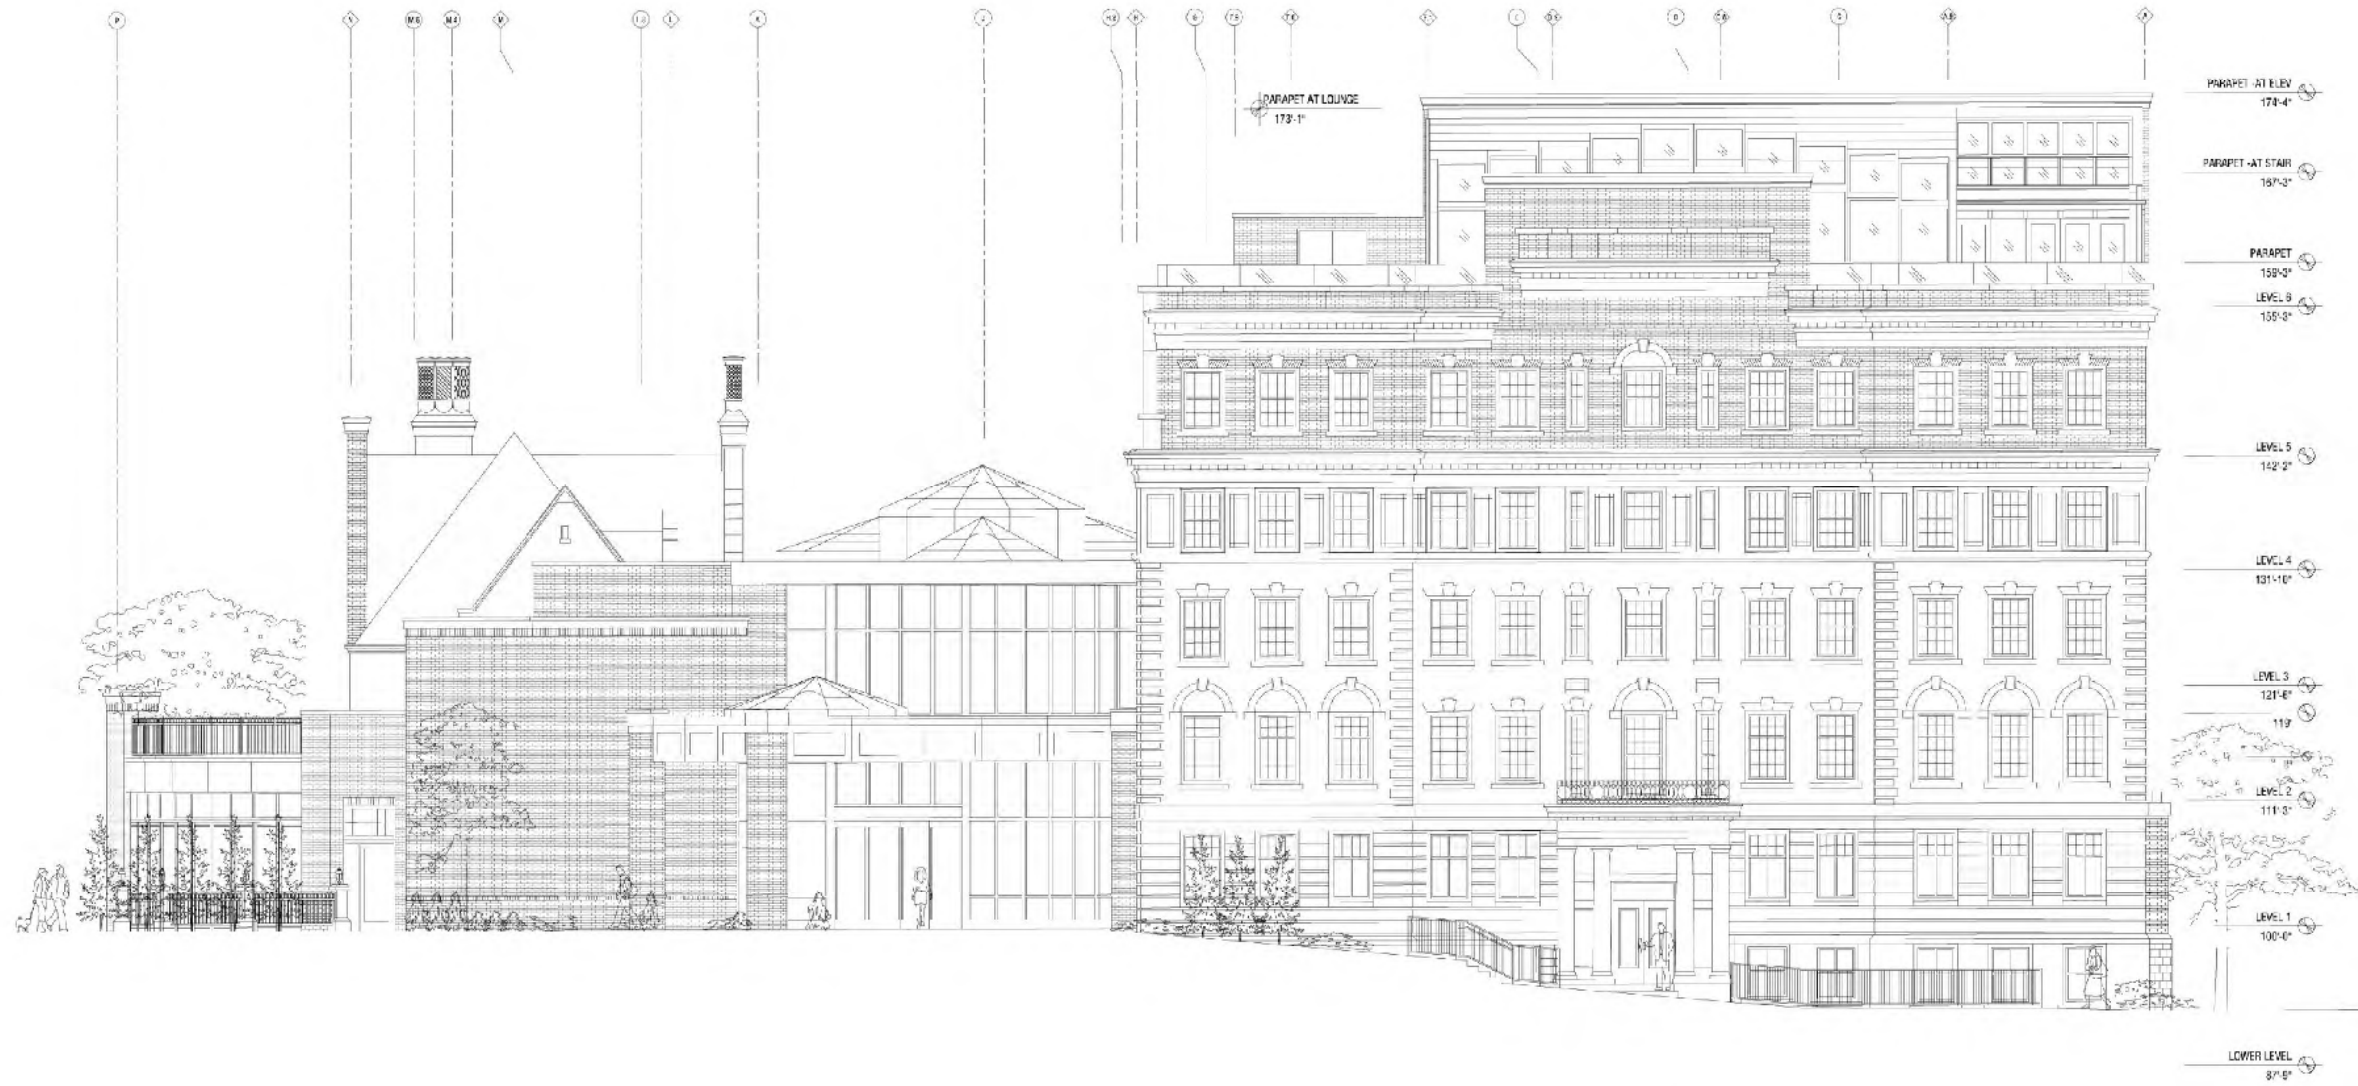 P
N
M.6
M.4
M
L
K
J
H
G
C
D
G
A
PARAPET AT LOUNGE
173'-1"
PARAPET -AT ELEV
174'-4"
PARAPET -AT STAIR
167'-3"
PARAPET
159'-3"
LEVEL 6
155'-3"
LEVEL 5
142'-2"
LEVEL 4
131'-10"
LEVEL 3
121'-6"
119'
LEVEL 2
111'-3"
LEVEL 1
100'-0"
LOWER LEVEL
87'-9"